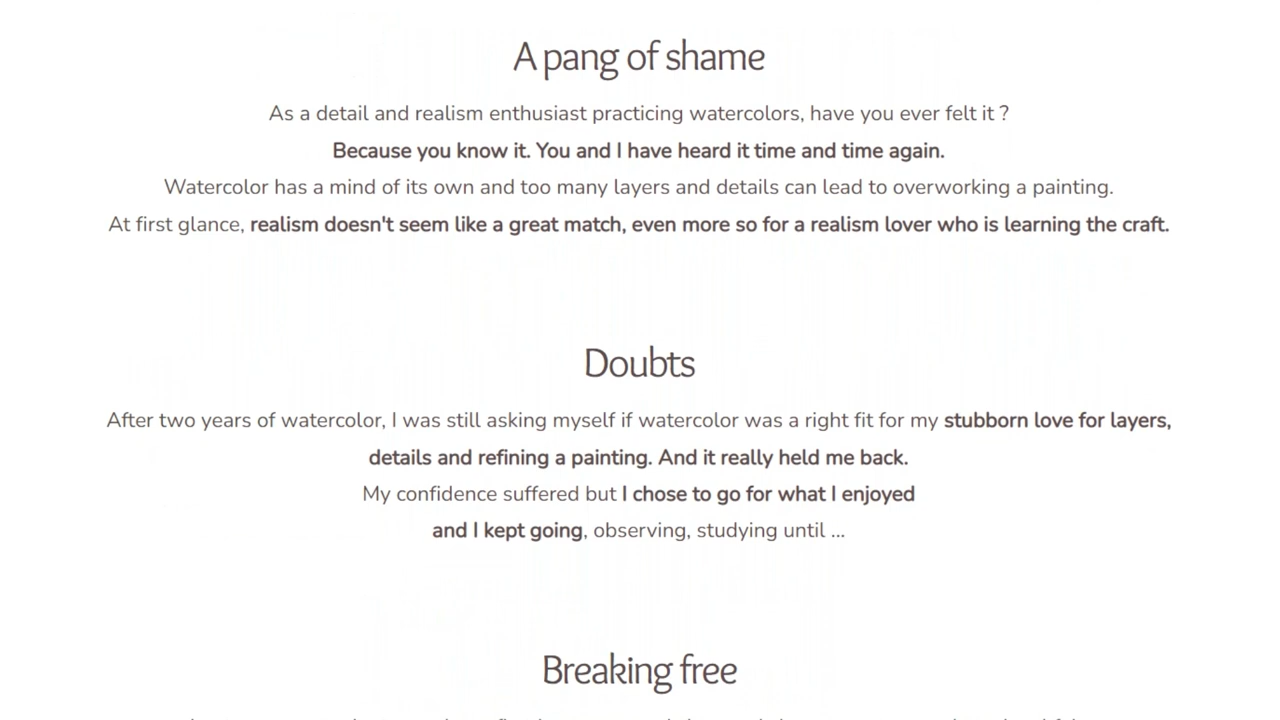 A pang of shame
As a detail and realism enthusiast practicing watercolors, have you ever felt it ?
Because you know it. You and I have heard it time and time again.
Watercolor has a mind of its own and too many layers and details can lead to overworking a painting.
At first glance, realism doesn't seem like a great match, even more so for a realism lover who is learning the craft.
Doubts
After two years of watercolor, I was still asking myself if watercolor was a right fit for my stubborn love for layers,
details and refining a painting. And it really held me back.
My confidence suffered but I chose to go for what I enjoyed
and I kept going, observing, studying until ...
Breaking free